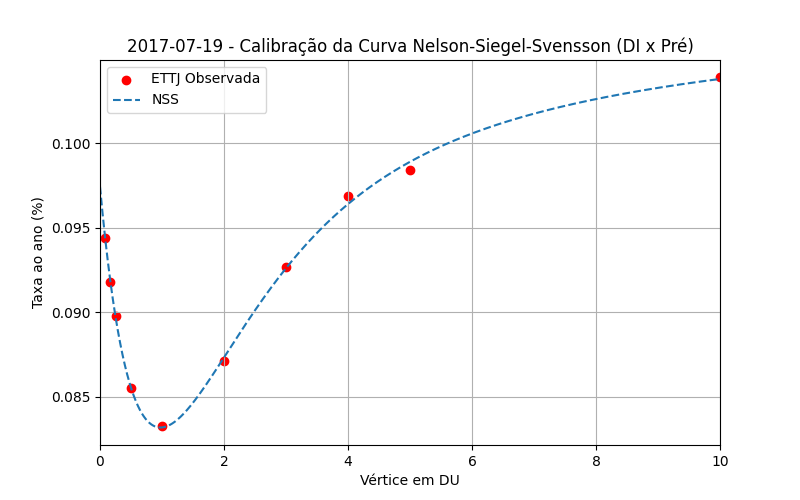 2017-07-19 - Calibração da Curva Nelson-Siegel-Svensson (DI x Pré)
ETTJ Observada
NSS
Taxa ao ano (%)
0.100
0.095
0.090
0.085
0 2 4 6 8 10
Vértice em DU